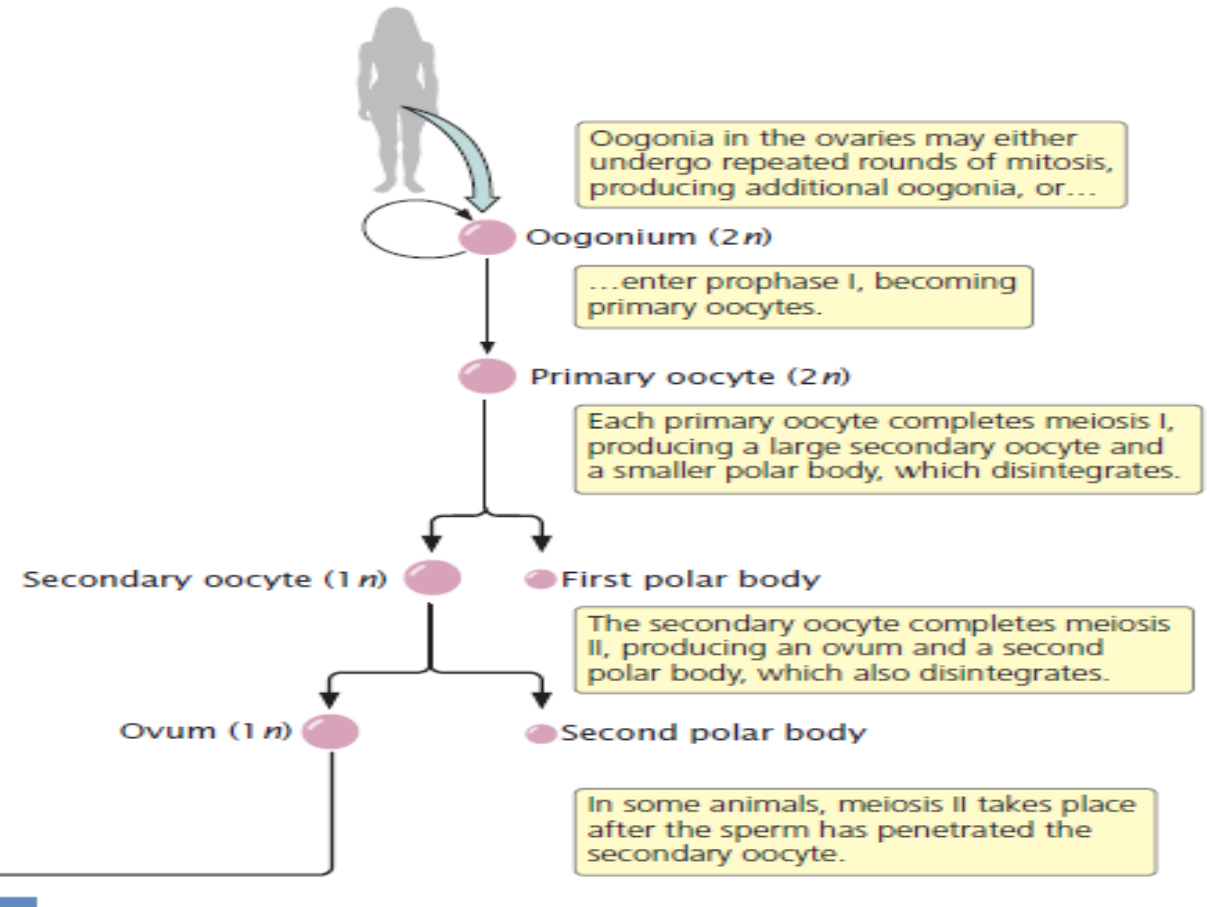 Oogonia in the ovaries may either
undergo repeated rounds of mitosis,
producing additional oogonia, or…
Oogonium (2n)
…enter prophase I, becoming
primary oocytes.
Primary oocyte (2n)
Each primary oocyte completes meiosis I,
producing a large secondary oocyte and
a smaller polar body, which disintegrates.
Secondary oocyte (1n)
First polar body
The secondary oocyte completes meiosis
II, producing an ovum and a second
polar body, which also disintegrates.
Ovum (1n)
Second polar body
In some animals, meiosis II takes place
after the sperm has penetrated the
secondary oocyte.